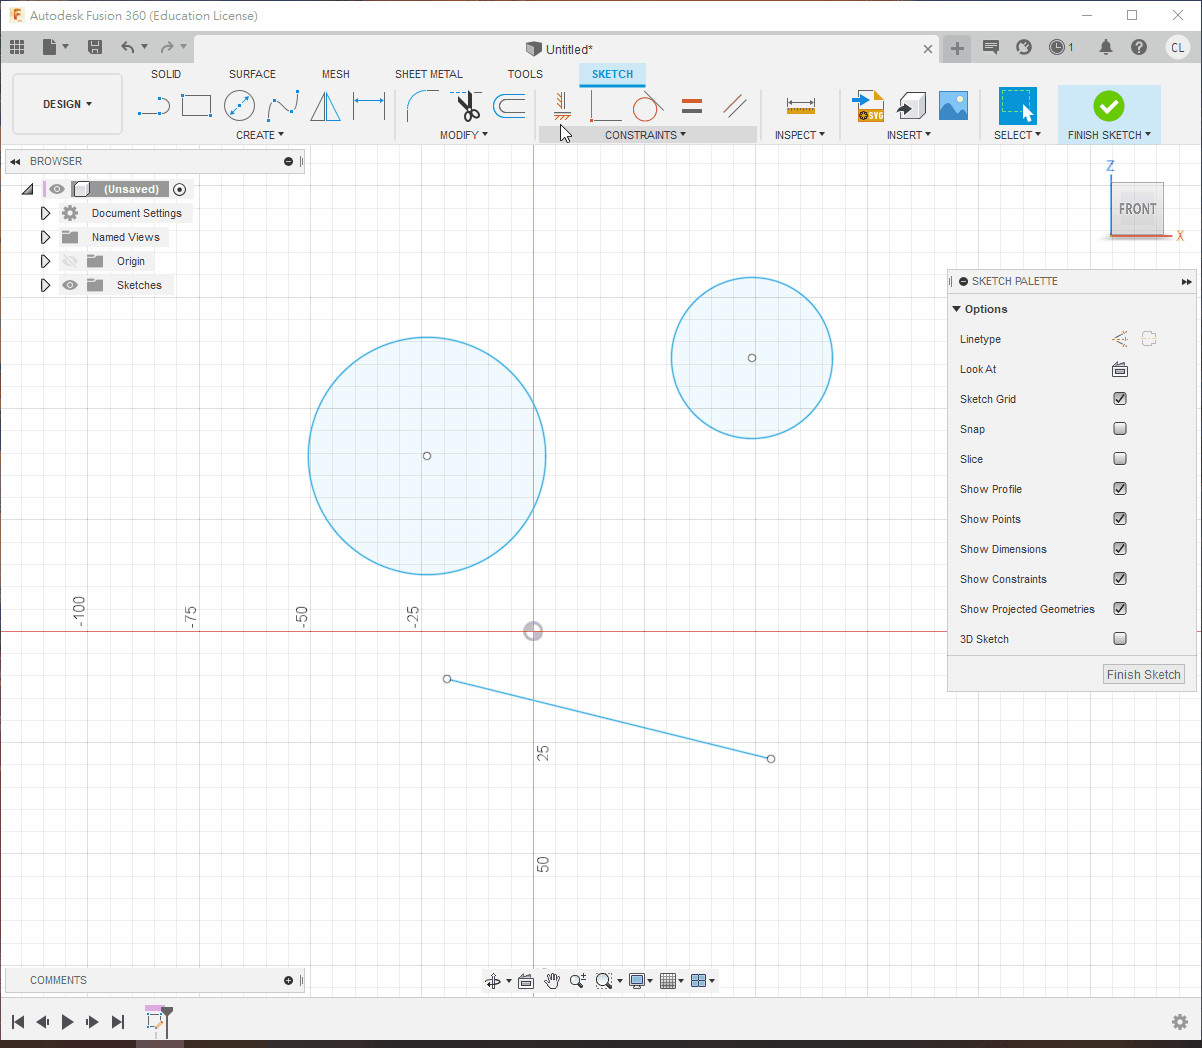 Autodesk Fusion 360 (Education License)
Untitled*
1
CL
DESIGN
SOLID SURFACE MESH SHEET METAL TOOLS SKETCH
SVG
CREATE MODIFY CONSTRAINTS INSPECT INSERT SELECT FINISH SKETCH
BROWSER
(Unsaved)
Document Settings
Named Views
Origin
Sketches
Z
FRONT
X
SKETCH PALETTE
Options
Linetype
Look At
Sketch Grid
Snap
Slice
Show Profile
Show Points
Show Dimensions
Show Constraints
Show Projected Geometries
3D Sketch
Finish Sketch
-100
-75
-50
-25
25
50
COMMENTS